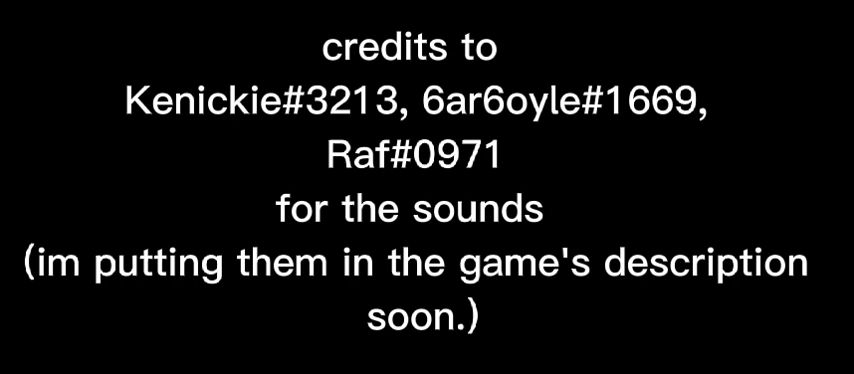 credits to
Kenickie#3213, 6ar6oyle#1669,
Raf#0971
for the sounds
(im putting them in the game's description
soon.)